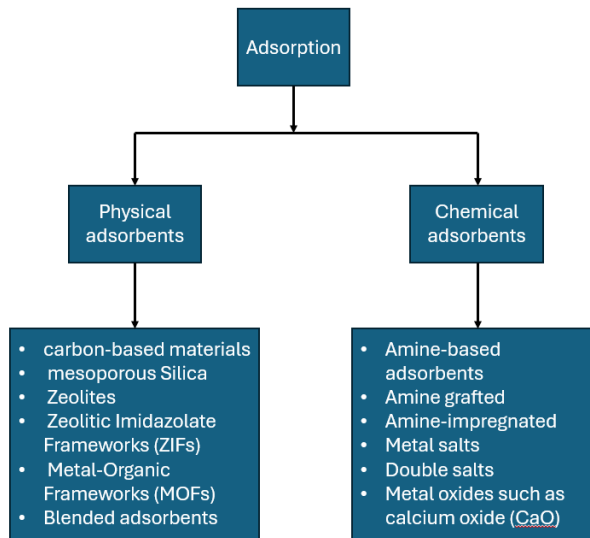 Adsorption
Physical
adsorbents
Chemical
adsorbents
• carbon-based materials
• mesoporous Silica
• Zeolites
• Zeolitic Imidazolate
Frameworks (ZIFs)
• Metal-Organic
Frameworks (MOFs)
• Blended adsorbents
• Amine-based
adsorbents
• Amine grafted
• Amine-impregnated
• Metal salts
• Double salts
• Metal oxides such as
calcium oxide (CaO)